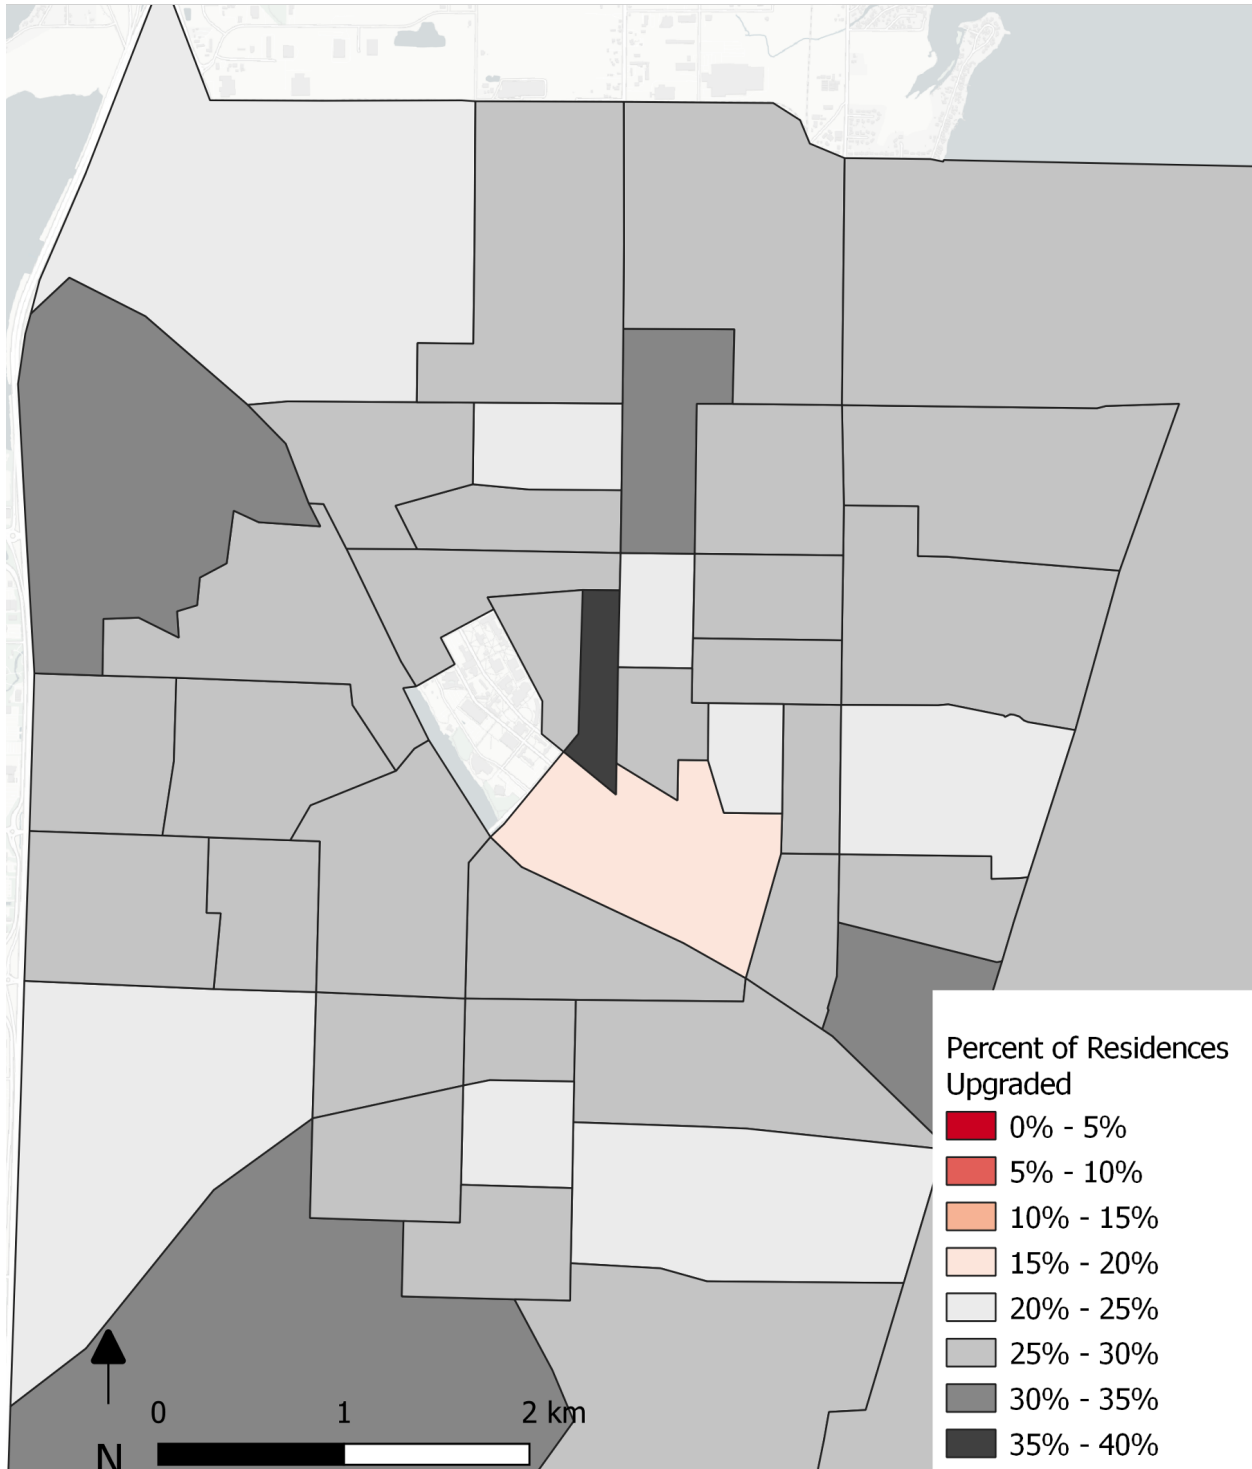 Percent of Residences
Upgraded
0% - 5%
5% - 10%
10% - 15%
15% - 20%
20% - 25%
25% - 30%
30% - 35%
35% - 40%
0 1 2 km
N